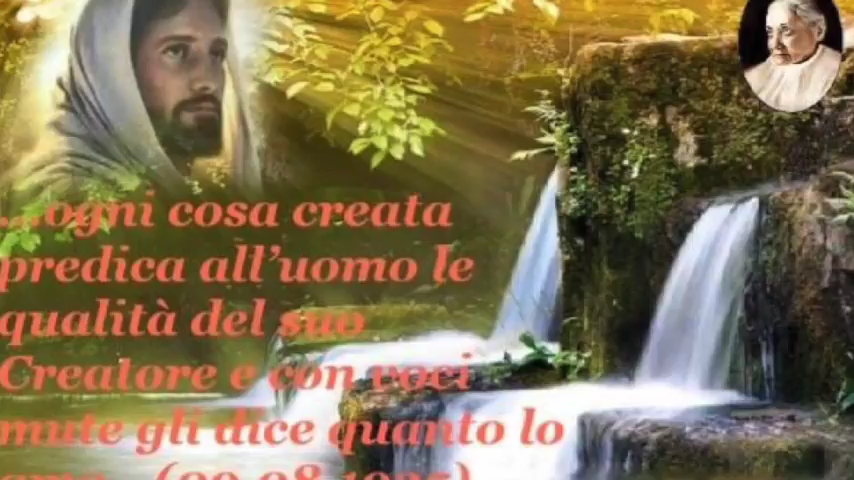 ...ogni cosa creata
predica all'uomo le
qualità del suo
Creatore e con voci
mute gli dice quanto lo